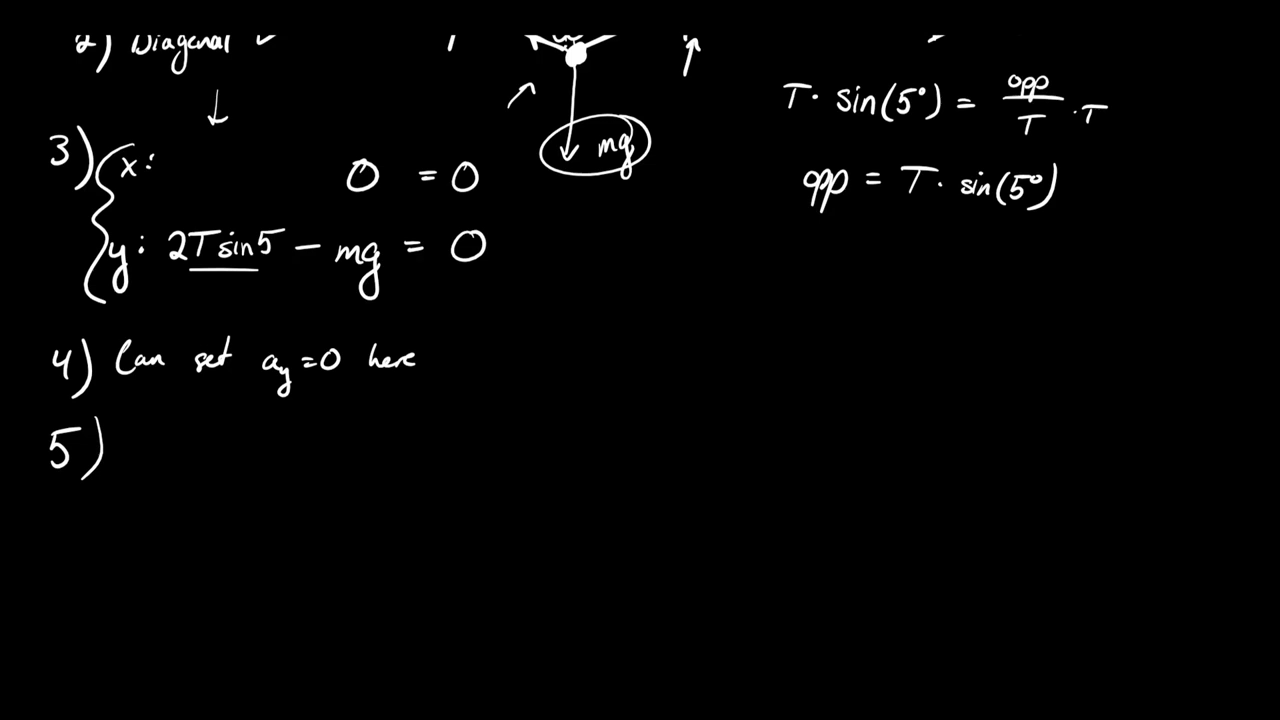 2) Diagonal ✓
mg
3) x: 0 = 0
y: 2T sin 5 - mg = 0
4) Can set ay=0 here
5)
T · sin(5°) = opp/T · T
opp = T · sin(5°)